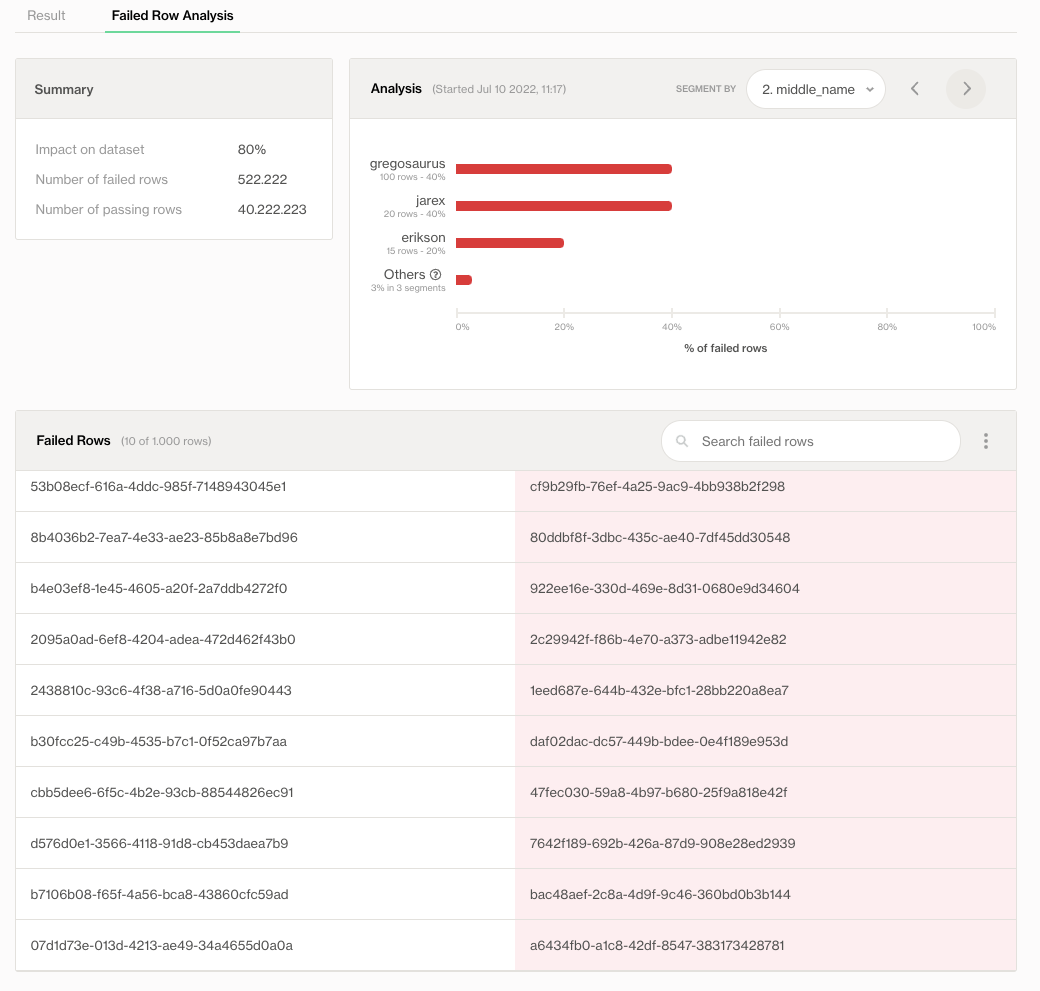 Result
Failed Row Analysis
Summary
Impact on dataset 80%
Number of failed rows 522.222
Number of passing rows 40.222.223
Analysis (Started Jul 10 2022, 11:17) SEGMENT BY 2. middle_name
gregosaurus
100 rows - 40%
jarex
20 rows - 40%
erikson
15 rows - 20%
Others ?
3% in 3 segments
0% 20% 40% 60% 80% 100%
% of failed rows
Failed Rows (10 of 1.000 rows) Search failed rows
53b08ecf-616a-4ddc-985f-7148943045e1 cf9b29fb-76ef-4a25-9ac9-4bb938b2f298
8b4036b2-7ea7-4e33-ae23-85b8a8e7bd96 80ddbf8f-3dbc-435c-ae40-7df45dd30548
b4e03ef8-1e45-4605-a20f-2a7ddb4272f0 922ee16e-330d-469e-8d31-0680e9d34604
2095a0ad-6ef8-4204-adea-472d462f43b0 2c29942f-f86b-4e70-a373-adbe11942e82
2438810c-93c6-4f38-a716-5d0a0fe90443 1eed687e-644b-432e-bfc1-28bb220a8ea7
b30fcc25-c49b-4535-b7c1-0f52ca97b7aa daf02dac-dc57-449b-bdee-0e4f189e953d
cbb5dee6-6f5c-4b2e-93cb-88544826ec91 47fec030-59a8-4b97-b680-25f9a818e42f
d576d0e1-3566-4118-91d8-cb453daea7b9 7642f189-692b-426a-87d9-908e28ed2939
b7106b08-f65f-4a56-bca8-43860cfc59ad bac48aef-2c8a-4d9f-9c46-360bd0b3b144
07d1d73e-013d-4213-ae49-34a4655d0a0a a6434fb0-a1c8-42df-8547-383173428781